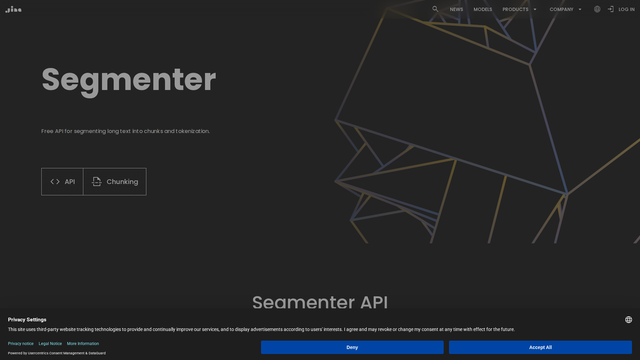 Jina
NEWS
MODELS
PRODUCTS
COMPANY
LOG IN
Segmenter
Free API for segmenting long text into chunks and tokenization.
API
Chunking
Segmenter API
Privacy Settings
This site uses third-party website tracking technologies to provide and continually improve our services, and to display advertisements according to users' interests. I agree and may revoke or change my consent at any time with effect for the future.
Privacy notice
Legal Notice
More Information
Deny
Accept All
Powered by Usercentrics Consent Management & SafeGuard